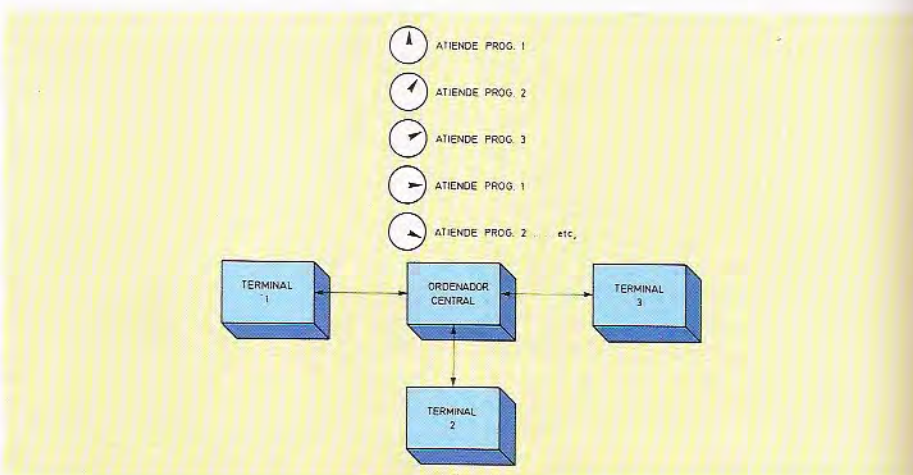 ATIENDE PROG. 1
ATIENDE PROG. 2
ATIENDE PROG. 3
ATIENDE PROG. 1
ATIENDE PROG. 2 . . . etc,
TERMINAL
1
ORDENADOR
CENTRAL
TERMINAL
3
TERMINAL
2